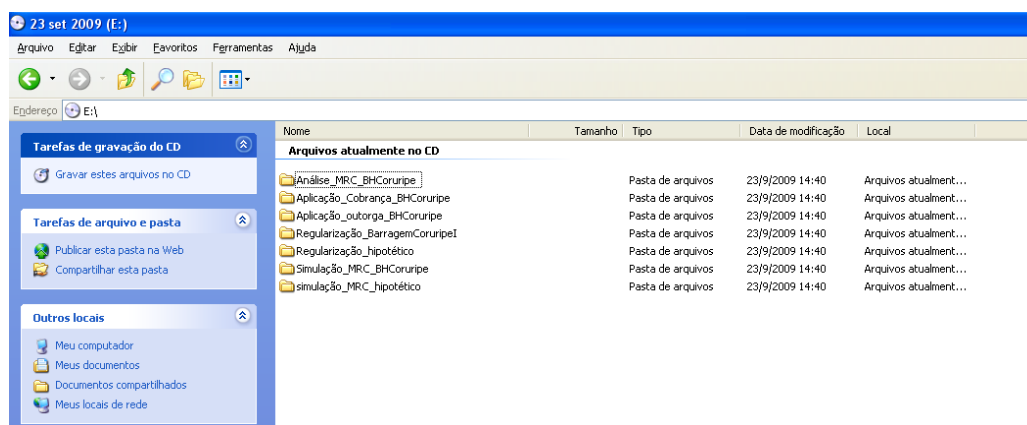 23 set 2009 (E:)
Arquivo Editar Exibir Favoritos Ferramentas Ajuda
Endereço E:\
Nome Tamanho Tipo Data de modificação Local
Tarefas de gravação do CD
Gravar estes arquivos no CD
Tarefas de arquivo e pasta
Publicar esta pasta na Web
Compartilhar esta pasta
Outros locais
Meu computador
Meus documentos
Documentos compartilhados
Meus locais de rede
Arquivos atualmente no CD
Análise_MRC_BHCoruripe Pasta de arquivos 23/9/2009 14:40 Arquivos atualment...
Aplicação_Cobrança_BHCoruripe Pasta de arquivos 23/9/2009 14:40 Arquivos atualment...
Aplicação_outorga_BHCoruripe Pasta de arquivos 23/9/2009 14:40 Arquivos atualment...
Regularização_BarragemCoruripeI Pasta de arquivos 23/9/2009 14:40 Arquivos atualment...
Regularização_hipotético Pasta de arquivos 23/9/2009 14:40 Arquivos atualment...
Simulação_MRC_BHCoruripe Pasta de arquivos 23/9/2009 14:40 Arquivos atualment...
simulação_MRC_hipotético Pasta de arquivos 23/9/2009 14:40 Arquivos atualment...